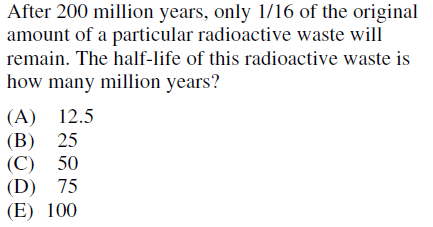 After 200 million years, only 1/16 of the original
amount of a particular radioactive waste will
remain. The half-life of this radioactive waste is
how many million years?
(A) 12.5
(B) 25
(C) 50
(D) 75
(E) 100